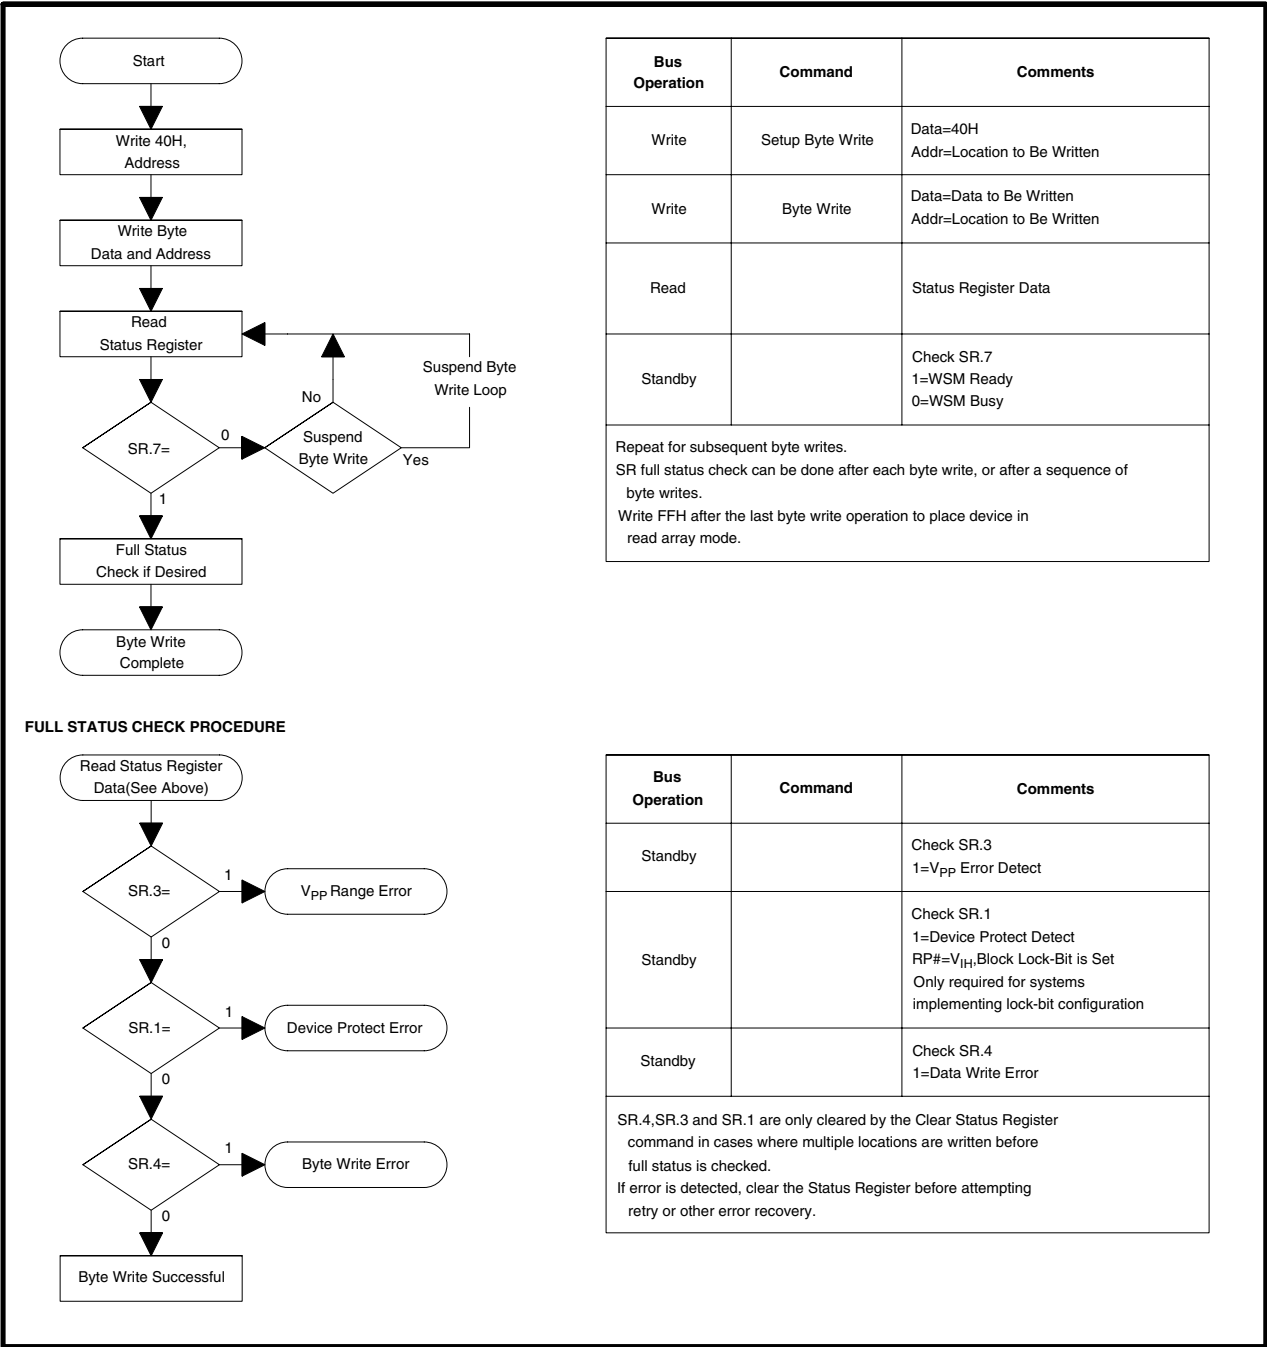 Start
Write 40H,
Address
Write Byte
Data and Address
Read
Status Register
Suspend Byte
Write Loop
No
SR.7=
0
Suspend
Byte Write
Yes
1
Full Status
Check if Desired
Byte Write
Complete
Bus
Operation
Command
Comments
Write
Setup Byte Write
Data=40H
Addr=Location to Be Written
Write
Byte Write
Data=Data to Be Written
Addr=Location to Be Written
Read
Status Register Data
Standby
Check SR.7
1=WSM Ready
0=WSM Busy
Repeat for subsequent byte writes.
SR full status check can be done after each byte write, or after a sequence of
byte writes.
Write FFH after the last byte write operation to place device in
read array mode.
FULL STATUS CHECK PROCEDURE
Read Status Register
Data(See Above)
SR.3=
1
VPP Range Error
0
SR.1=
1
Device Protect Error
0
SR.4=
1
Byte Write Error
0
Byte Write Successful
Bus
Operation
Command
Comments
Standby
Check SR.3
1=VPP Error Detect
Standby
Check SR.1
1=Device Protect Detect
RP#=VIH,Block Lock-Bit is Set
Only required for systems
implementing lock-bit configuration
Standby
Check SR.4
1=Data Write Error
SR.4,SR.3 and SR.1 are only cleared by the Clear Status Register
command in cases where multiple locations are written before
full status is checked.
If error is detected, clear the Status Register before attempting
retry or other error recovery.